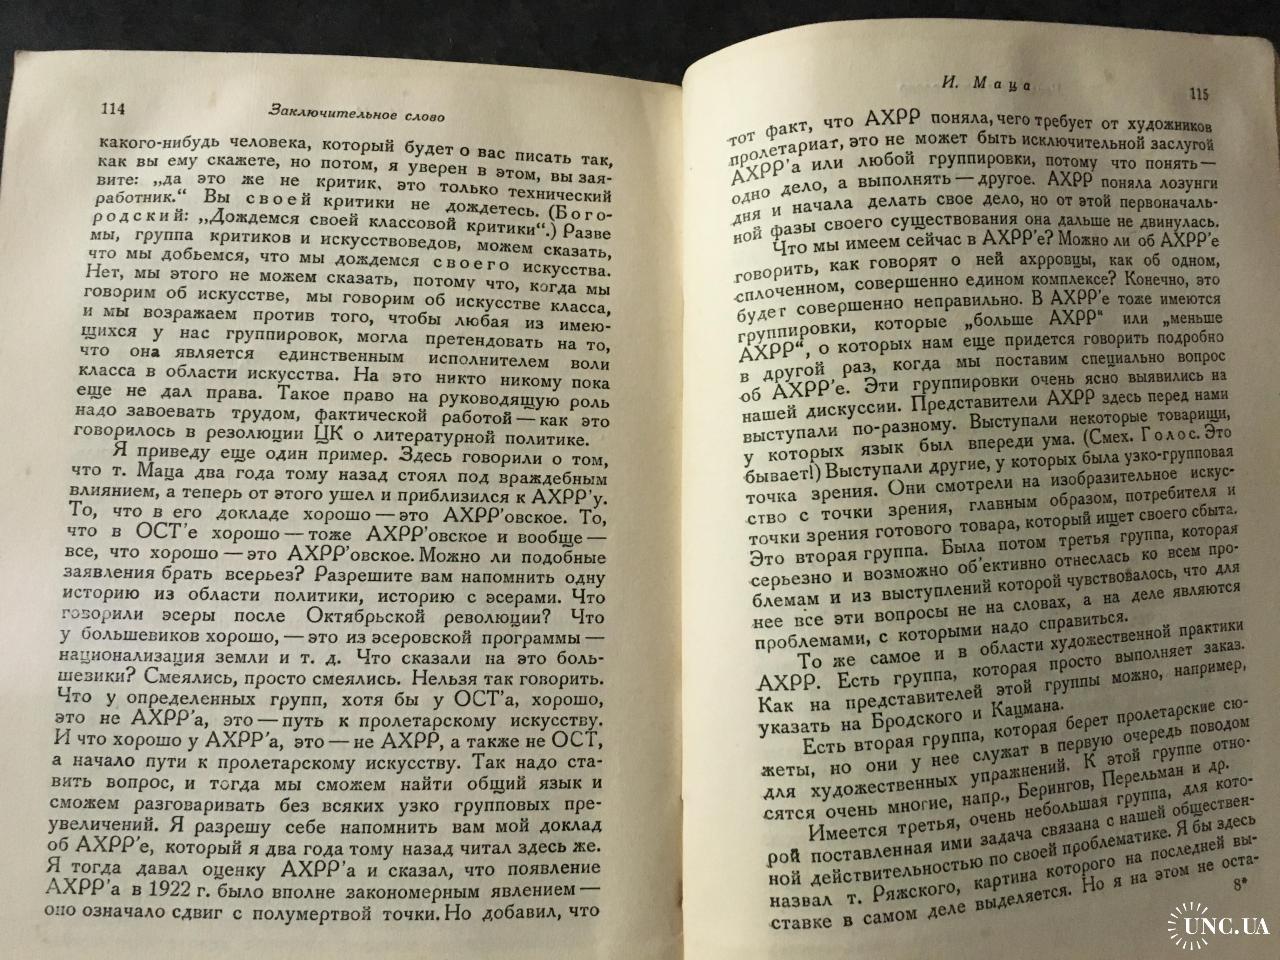 114
Заключительное слово
какого-нибудь человека, который будет о вас писать так,
как вы ему скажете, но потом, я уверен в этом, вы зая-
вите: „да это же не критик, это только технический
работник.“ Вы своей критики не дождетесь. (Бого-
родский: „Дождемся своей классовой критики“.) Разве
мы, группа критиков и искусствоведов, можем сказать,
что мы добьемся, что мы дождемся своего искусства.
Нет, мы этого не можем сказать, потому что, когда мы
говорим об искусстве, мы говорим об искусстве класса,
и мы возражаем против того, чтобы любая из имею-
щихся у нас группировок, могла претендовать на то,
что она является единственным исполнителем воли
класса в области искусства. На это никто никому пока
еще не дал права. Такое право на руководящую роль
надо завоевать трудом, фактической работой — как это
говорилось в резолюции ЦК о литературной политике.
Я приведу еще один пример. Здесь говорили о том,
что т. Маца два года тому назад стоял под враждебным
влиянием, а теперь от этого ушел и приблизился к АХРР'у.
То, что в его докладе хорошо — это АХРР'овское. То,
что в ОСТ'е хорошо — тоже АХРР'овское и вообще —
все, что хорошо — это АХРР'овское. Можно ли подобные
заявления брать всерьез? Разрешите вам напомнить одну
историю из области политики, историю с эсерами. Что
говорили эсеры после Октябрьской революции? Что
у большевиков хорошо, — это из эсеровской программы —
национализация земли и т. д. Что сказали на это боль-
шевики? Смеялись, просто смеялись. Нельзя так говорить.
Что у определенных групп, хотя бы у ОСТ'а, хорошо,
это не АХРР'а, это — путь к пролетарскому искусству.
И что хорошо у АХРР'а, это — не АХРР, а также не ОСТ,
а начало пути к пролетарскому искусству. Так надо ста-
вить вопрос, и тогда мы сможем найти общий язык и
сможем разговаривать без всяких узко групповых пре-
увеличений. Я разрешу себе напомнить вам мой доклад
об АХРР'е, который я два года тому назад читал здесь же.
Я тогда давал оценку АХРР'а и сказал, что появление
АХРР'а в 1922 г. было вполне закономерным явлением —
оно означало сдвиг с полумертвой точки. Но добавил, что
И. Маца
115
тот факт, что АХРР поняла, чего требует от художников
пролетариат, это не может быть исключительной заслугой
АХРР'а или любой группировки, потому что понять —
одно дело, а выполнять — другое. АХРР поняла лозунги
дня и начала делать свое дело, но от этой первоначаль-
ной фазы своего существования она дальше не двинулась.
Что мы имеем сейчас в АХРР'е? Можно ли об АХРР'е
говорить, как говорят о ней ахрровцы, как об одном,
сплоченном, совершенно едином комплексе? Конечно, это
будет совершенно неправильно. В АХРР'е тоже имеются
группировки, которые „больше АХРР“ или „меньше
АХРР“, о которых нам еще придется говорить подробно
в другой раз, когда мы поставим специально вопрос
об АХРР'е. Эти группировки очень ясно выявились на
нашей дискуссии. Представители АХРР здесь перед нами
выступали по-разному. Выступали некоторые товарищи,
у которых язык был впереди ума. (Смех. Голос. Это
бывает!) Выступали другие, у которых была узко-групповая
точка зрения. Они смотрели на изобразительное искус-
ство с точки зрения, главным образом, потребителя и
точки зрения готового товара, который ищет своего сбыта.
Это вторая группа. Была потом третья группа, которая
серьезно и возможно об'ективно отнеслась ко всем про-
блемам и из выступлений которой чувствовалось, что для
нее все эти вопросы не на словах, а на деле являются
проблемами, с которыми надо справиться.
То же самое и в области художественной практики
АХРР. Есть группа, которая просто выполняет заказ.
Как на представителей этой группы можно, например,
указать на Бродского и Кацмана.
Есть вторая группа, которая берет пролетарские сю-
жеты, но они у нее служат в первую очередь поводом
для художественных упражнений. К этой группе отно-
сятся очень многие, напр., Берингов, Перельман и др.
Имеется третья, очень небольшая группа, для кото-
рой поставленная ими задача связана с нашей обществен-
ной действительностью по своей проблематике. Я бы здесь
назвал т. Ряжского, картина которого на последней вы-
ставке в самом деле выделяется. Но я на этом не оста-
8*
UNC.UA